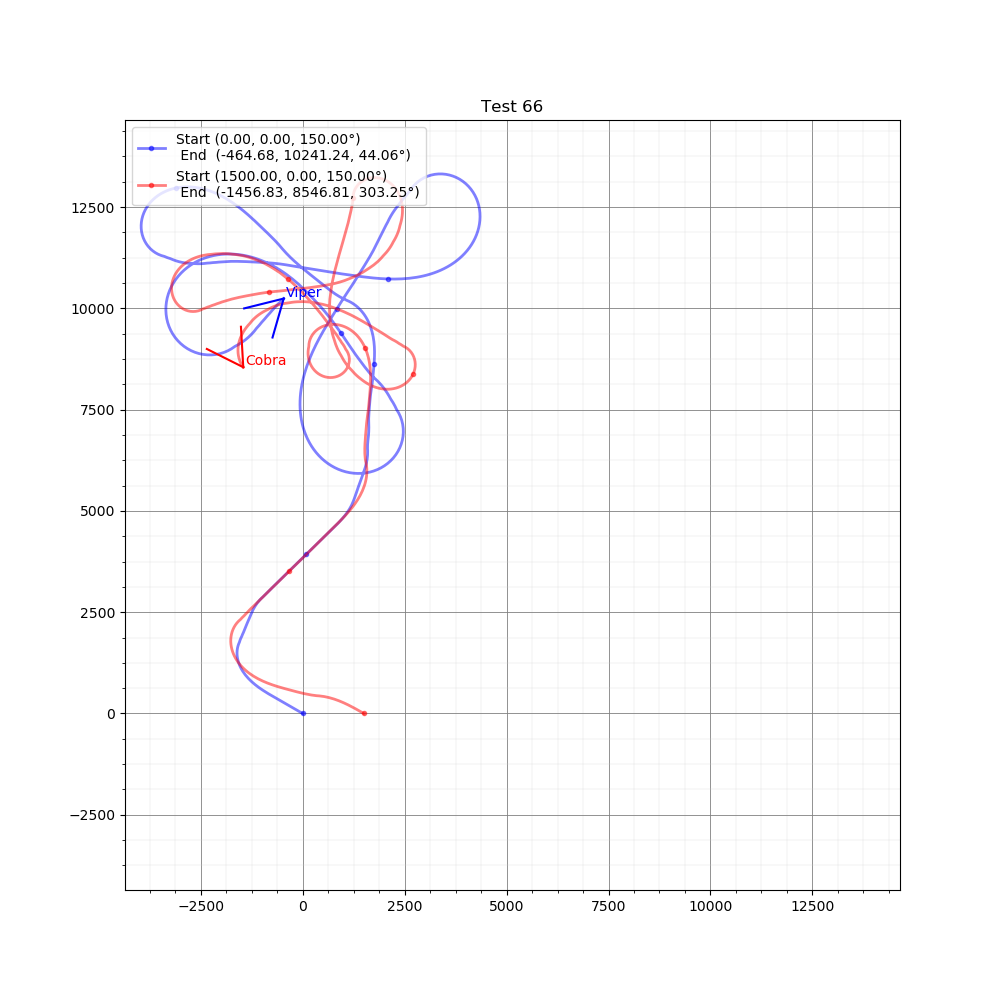 Test 66
Start (0.00, 0.00, 150.00°)
End (-464.68, 10241.24, 44.06°)
Start (1500.00, 0.00, 150.00°)
End (-1456.83, 8546.81, 303.25°)
12500
10000
7500
5000
2500
0
−2500
Viper
Cobra
−2500 0 2500 5000 7500 10000 12500